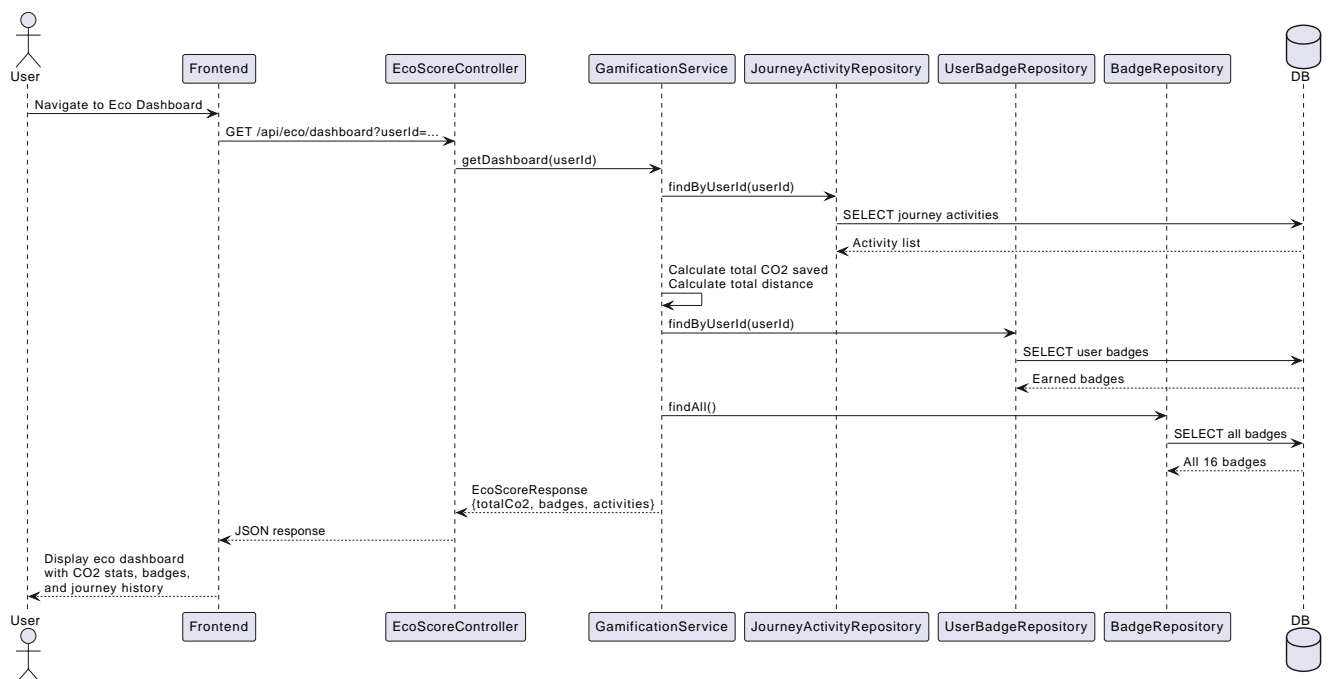 User
Frontend
EcoScoreController
GamificationService
JourneyActivityRepository
UserBadgeRepository
BadgeRepository
DB
Navigate to Eco Dashboard
GET /api/eco/dashboard?userId=...
getDashboard(userId)
findByUserId(userId)
SELECT journey activities
Activity list
Calculate total CO2 saved
Calculate total distance
findByUserId(userId)
SELECT user badges
Earned badges
findAll()
SELECT all badges
All 16 badges
EcoScoreResponse
{totalCo2, badges, activities}
JSON response
Display eco dashboard
with CO2 stats, badges,
and journey history
User
Frontend
EcoScoreController
GamificationService
JourneyActivityRepository
UserBadgeRepository
BadgeRepository
DB